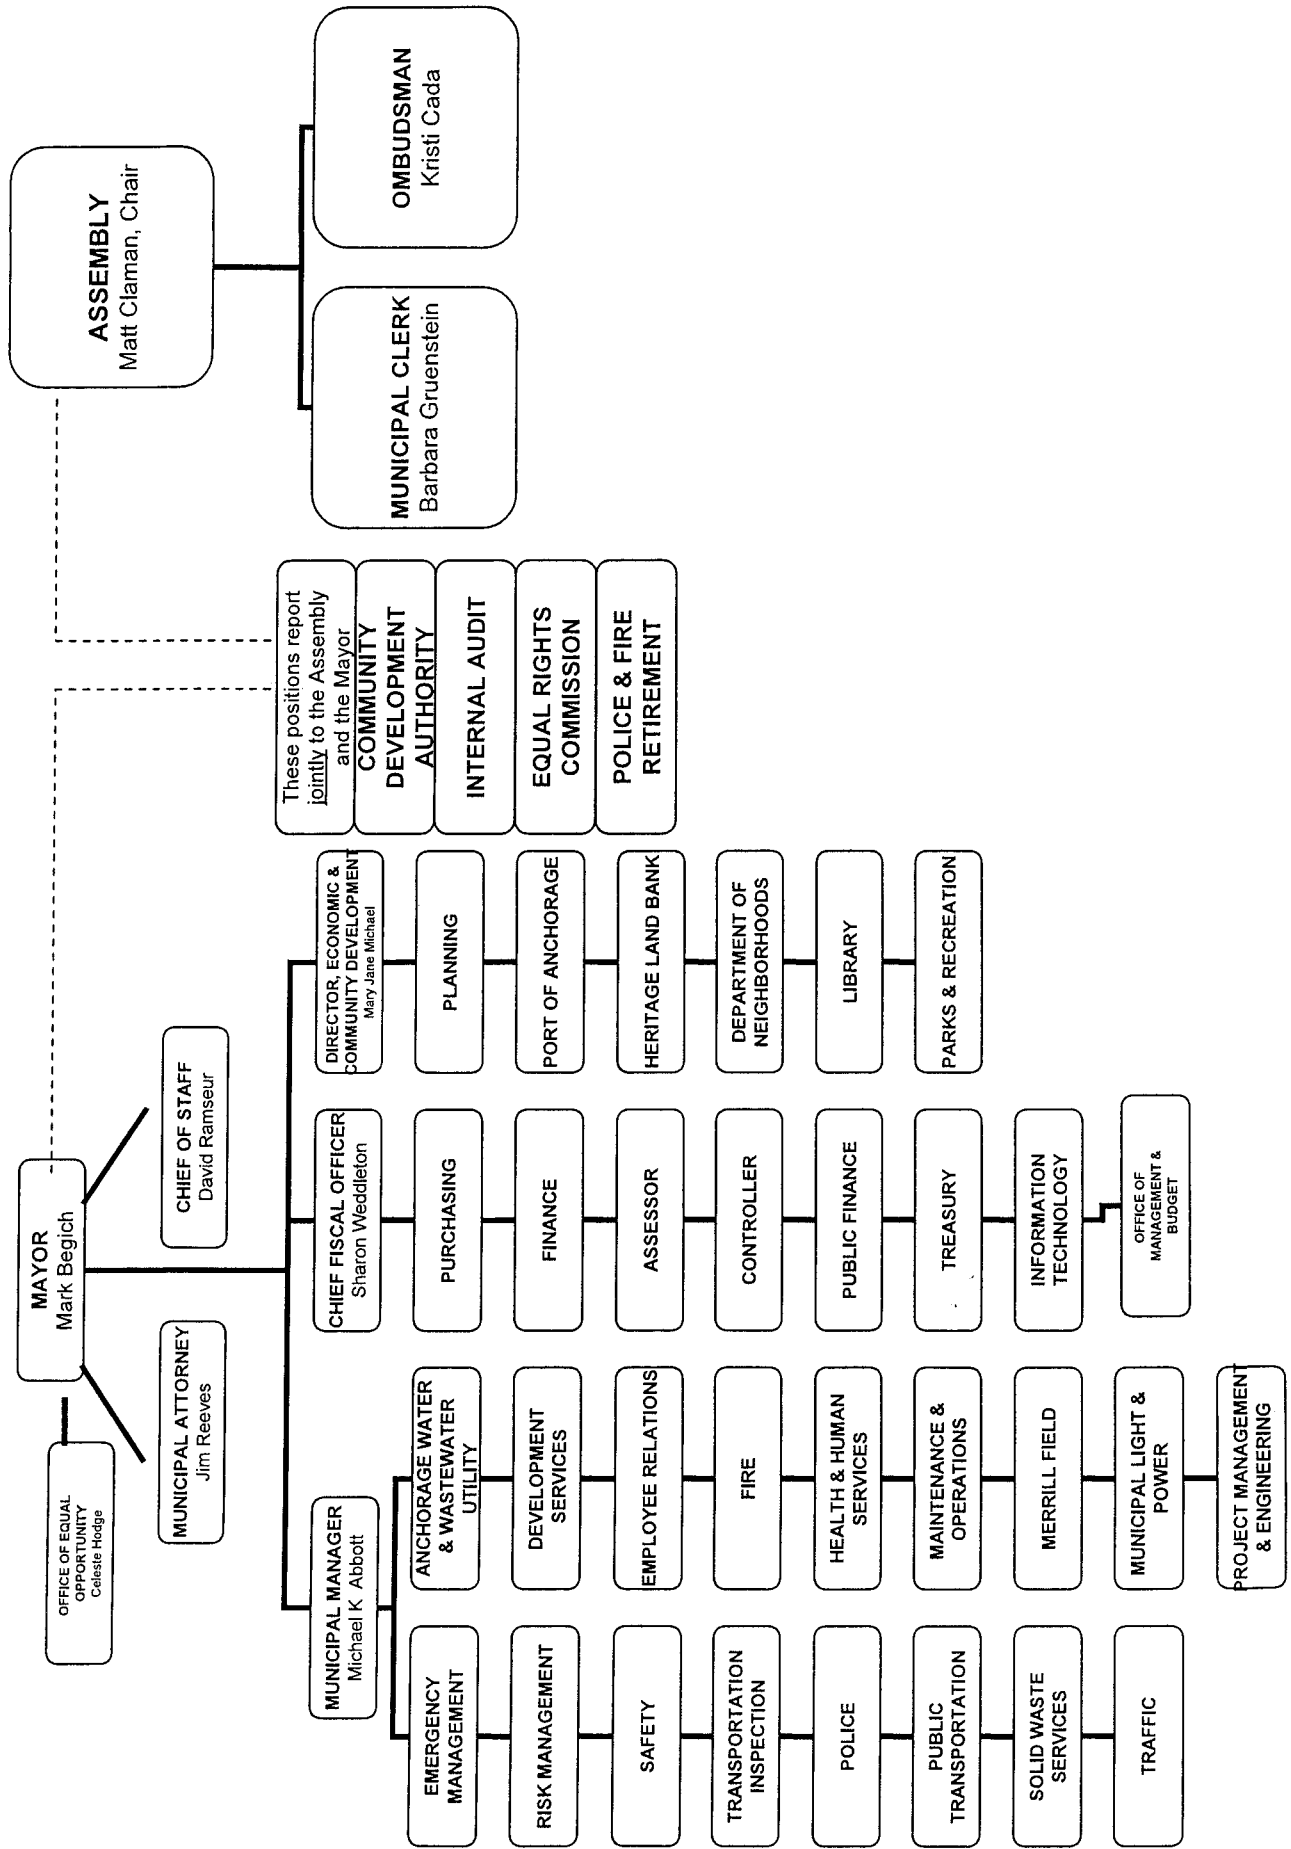 ASSEMBLY
Matt Claman, Chair
MUNICIPAL CLERK
Barbara Gruenstein
OMBUDSMAN
Kristi Cada
MAYOR
Mark Begich
OFFICE OF EQUAL
OPPORTUNITY
Celeste Hodge
MUNICIPAL ATTORNEY
Jim Reeves
CHIEF OF STAFF
David Ramseur
These positions report
jointly to the Assembly
and the Mayor
COMMUNITY
DEVELOPMENT
AUTHORITY
INTERNAL AUDIT
EQUAL RIGHTS
COMMISSION
POLICE & FIRE
RETIREMENT
MUNICIPAL MANAGER
Michael K Abbott
EMERGENCY
MANAGEMENT
RISK MANAGEMENT
SAFETY
TRANSPORTATION
INSPECTION
POLICE
PUBLIC
TRANSPORTATION
SOLID WASTE
SERVICES
TRAFFIC
ANCHORAGE WATER
& WASTEWATER
UTILITY
DEVELOPMENT
SERVICES
EMPLOYEE RELATIONS
FIRE
HEALTH & HUMAN
SERVICES
MAINTENANCE &
OPERATIONS
MERRILL FIELD
MUNICIPAL LIGHT &
POWER
PROJECT MANAGEMENT
& ENGINEERING
CHIEF FISCAL OFFICER
Sharon Weddleton
PURCHASING
FINANCE
ASSESSOR
CONTROLLER
PUBLIC FINANCE
TREASURY
INFORMATION
TECHNOLOGY
OFFICE OF
MANAGEMENT &
BUDGET
DIRECTOR, ECONOMIC &
COMMUNITY DEVELOPMENT
Mary Jane Michael
PLANNING
PORT OF ANCHORAGE
HERITAGE LAND BANK
DEPARTMENT OF
NEIGHBORHOODS
LIBRARY
PARKS & RECREATION